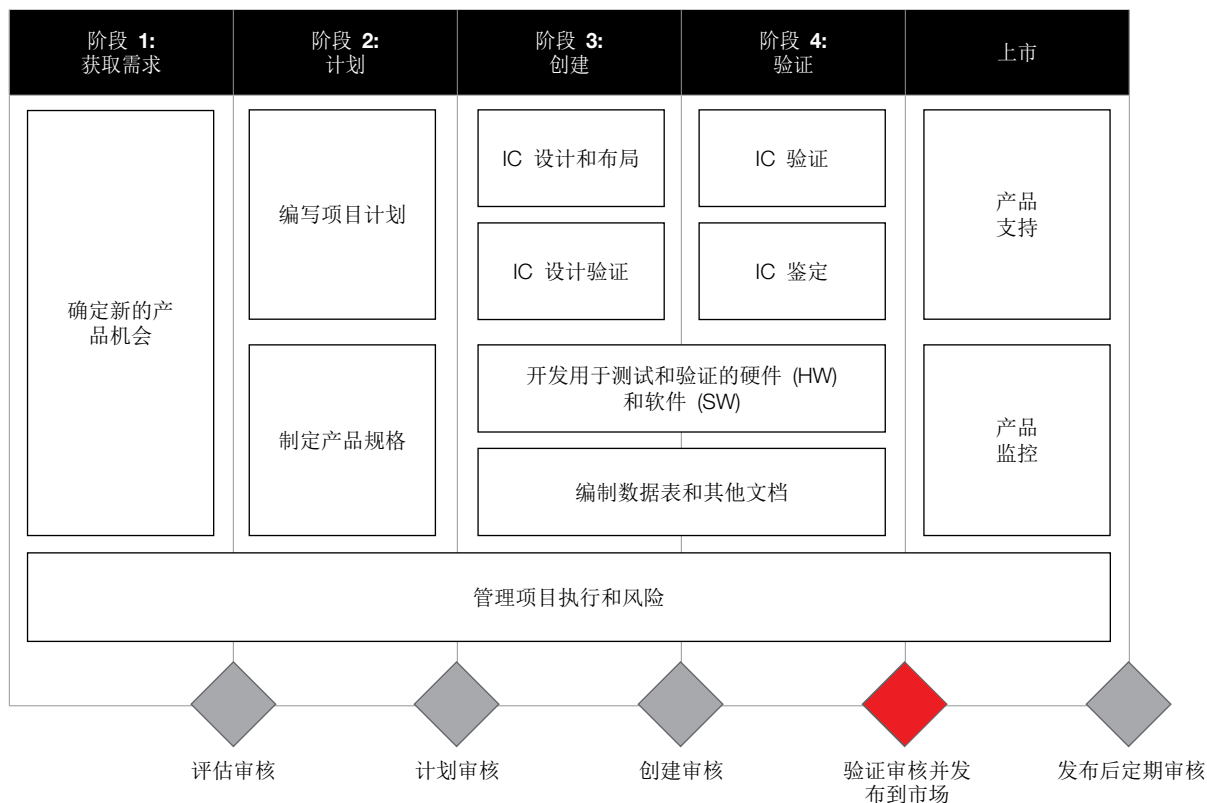 阶段 1:
获取需求
阶段 2:
计划
阶段 3:
创建
阶段 4:
验证
上市
确定新的产
品机会
编写项目计划
制定产品规格
IC 设计和布局
IC 验证
IC 设计验证
IC 鉴定
开发用于测试和验证的硬件 (HW)
和软件 (SW)
编制数据表和其他文档
产品
支持
产品
监控
管理项目执行和风险
评估审核
计划审核
创建审核
验证审核并发
布到市场
发布后定期审核